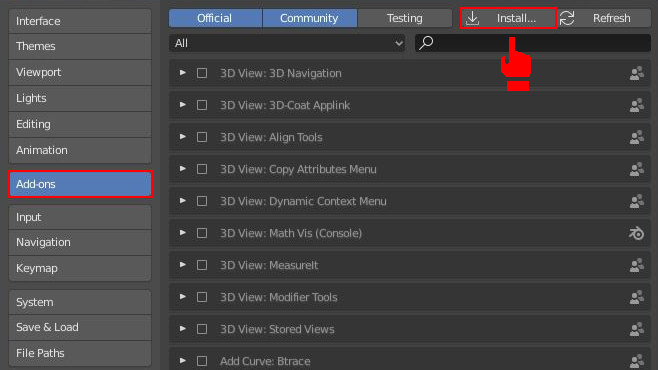 Interface
Themes
Viewport
Lights
Editing
Animation
Add-ons
Input
Navigation
Keymap
System
Save & Load
File Paths
Official Community Testing Install... Refresh
All
3D View: 3D Navigation
3D View: 3D-Coat Applink
3D View: Align Tools
3D View: Copy Attributes Menu
3D View: Dynamic Context Menu
3D View: Math Vis (Console)
3D View: MeasureIt
3D View: Modifier Tools
3D View: Stored Views
Add Curve: Btrace